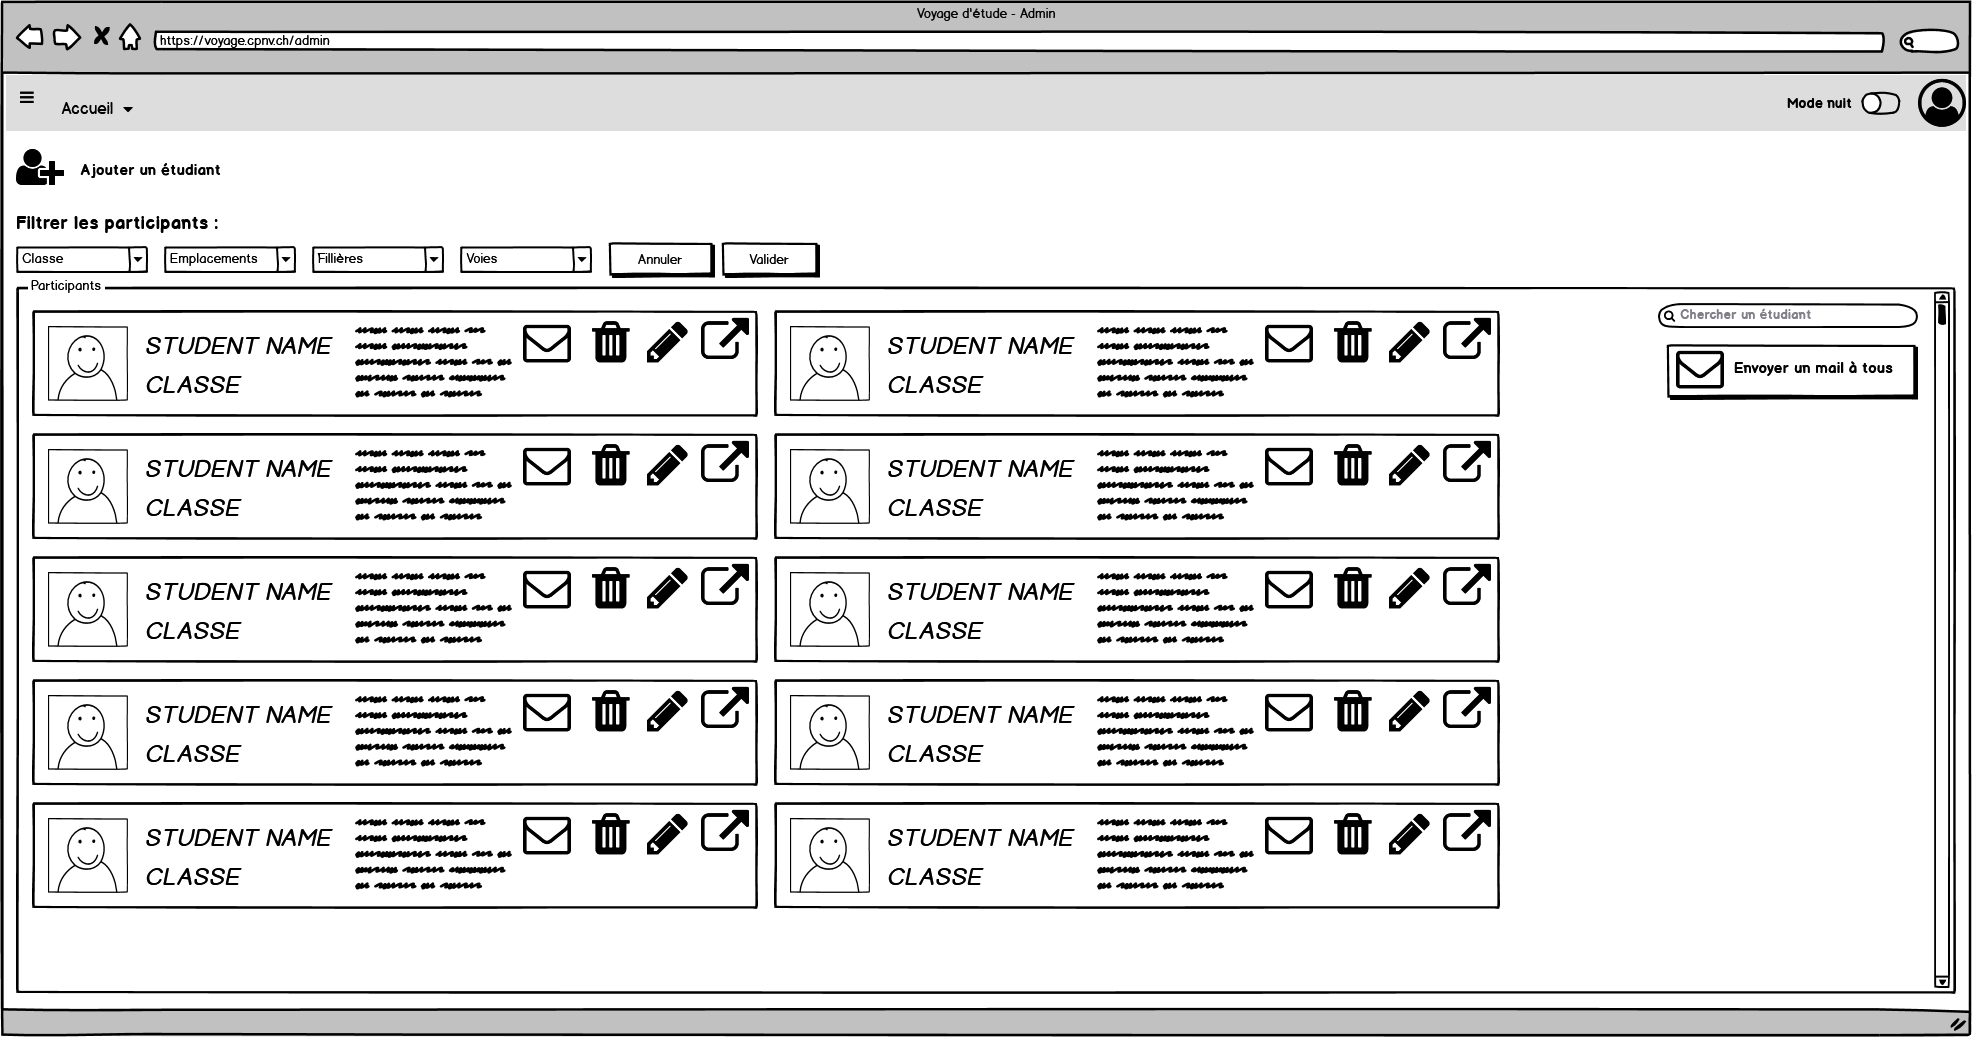 Voyage d'étude - Admin
https://voyage.cpnv.ch/admin
Accueil
Mode nuit
Ajouter un étudiant
Filtrer les participants :
Classe
Emplacements
Fillières
Voies
Annuler
Valider
Participants
Chercher un étudiant
Envoyer un mail à tous
STUDENT NAME
CLASSE
STUDENT NAME
CLASSE
STUDENT NAME
CLASSE
STUDENT NAME
CLASSE
STUDENT NAME
CLASSE
STUDENT NAME
CLASSE
STUDENT NAME
CLASSE
STUDENT NAME
CLASSE
STUDENT NAME
CLASSE
STUDENT NAME
CLASSE